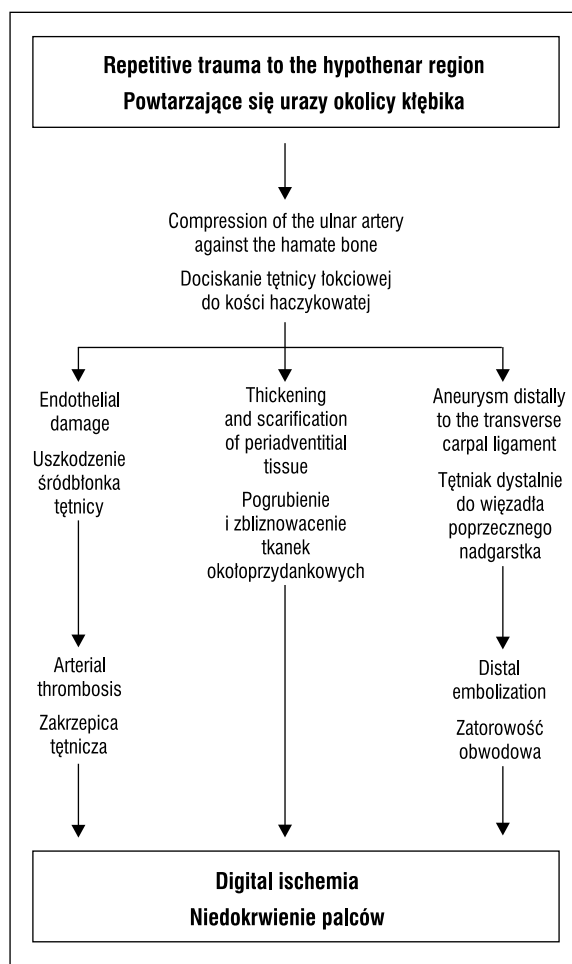 Repetitive trauma to the hypothenar region
Powtarzające się urazy okolicy kłębika
Compression of the ulnar artery
against the hamate bone
Dociskanie tętnicy łokciowej
do kości haczykowatej
Endothelial
damage
Uszkodzenie
śródbłonka
tętnicy
Thickening
and scarification
of periadventitial
tissue
Pogrubienie
i zbliznowacenie
tkanek
okołoprzydankowych
Aneurysm distally
to the transverse
carpal ligament
Tętniak dystalnie
do więzadła
poprzecznego
nadgarstka
Arterial
thrombosis
Zakrzepica
tętnicza
Distal
embolization
Zatorowość
obwodowa
Digital ischemia
Niedokrwienie palców